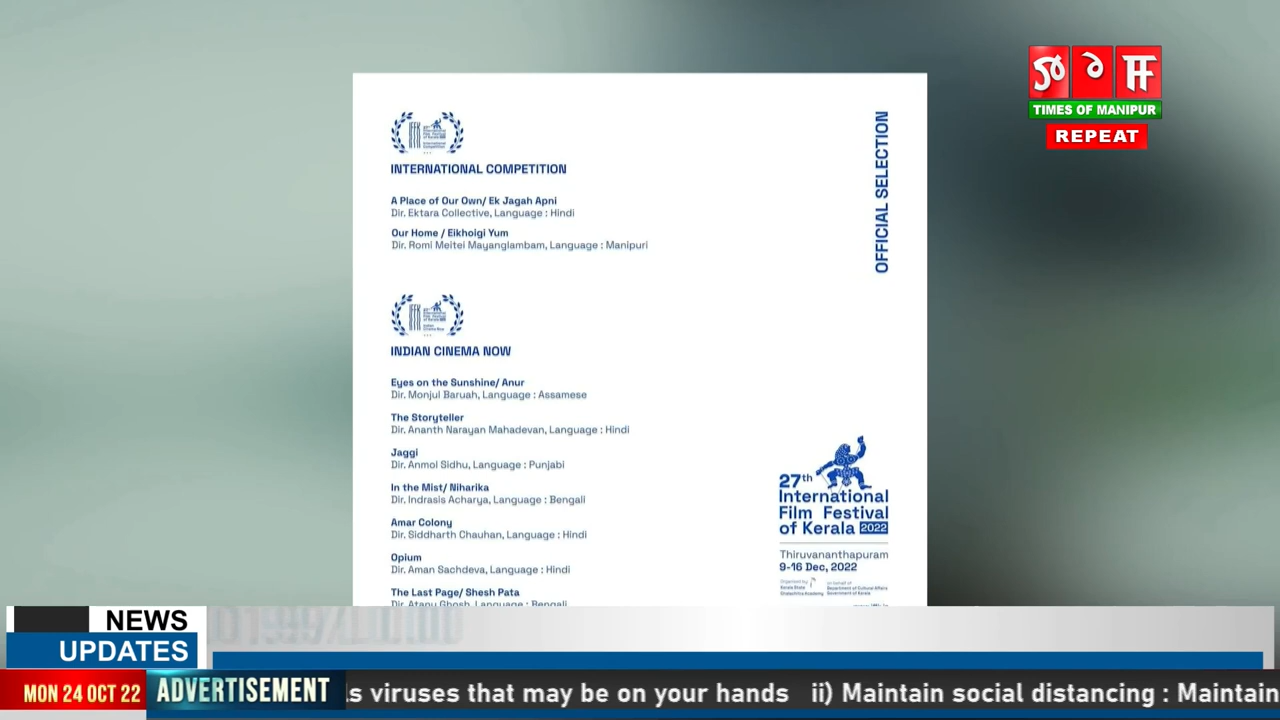 ꯇꯣꯝ
TIMES OF MANIPUR
REPEAT
OFFICIAL SELECTION
INTERNATIONAL COMPETITION
A Place of Our Own/ Ek Jagah Apni
Dir. Ektara Collective, Language : Hindi
Our Home / Eikhoigi Yum
Dir. Romi Meitei Mayanglambam, Language : Manipuri
INDIAN CINEMA NOW
Eyes on the Sunshine/ Anur
Dir. Monjul Baruah, Language : Assamese
The Storyteller
Dir. Ananth Narayan Mahadevan, Language : Hindi
Jaggi
Dir. Anmol Sidhu, Language : Punjabi
In the Mist/ Niharika
Dir. Indrasis Acharya, Language : Bengali
Amar Colony
Dir. Siddharth Chauhan, Language : Hindi
Opium
Dir. Aman Sachdeva, Language : Hindi
The Last Page/ Shesh Pata
Dir. Atanu Ghosh, Language : Bengali
27th
International
Film Festival
of Kerala 2022
Thiruvananthapuram
9-16 Dec, 2022
NEWS
UPDATES
MON 24 OCT 22
ADVERTISEMENT
ls viruses that may be on your hands ii) Maintain social distancing : Maintain